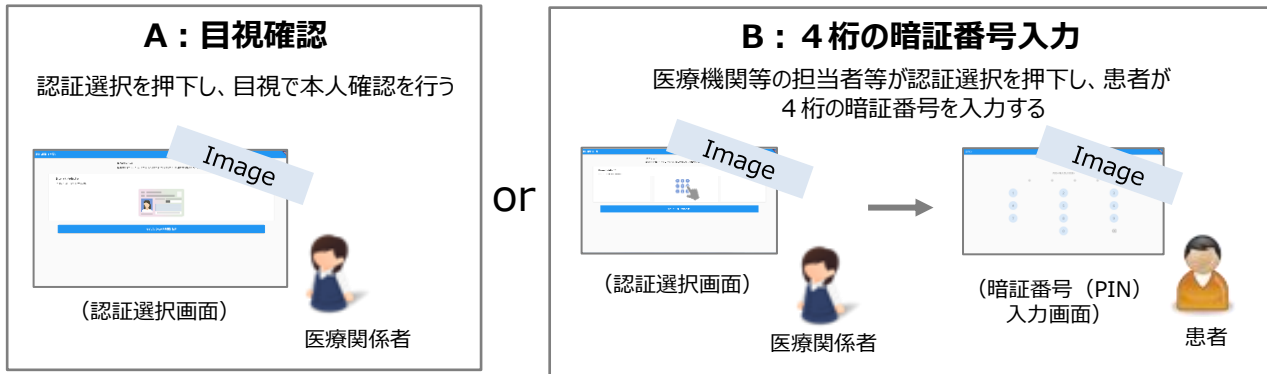 A：目視確認
認証選択を押下し、目視で本人確認を行う
Image
（認証選択画面）
医療関係者
or
B：４桁の暗証番号入力
医療機関等の担当者等が認証選択を押下し、患者が
４桁の暗証番号を入力する
Image
（認証選択画面）
医療関係者
Image
（暗証番号（PIN）
入力画面）
患者